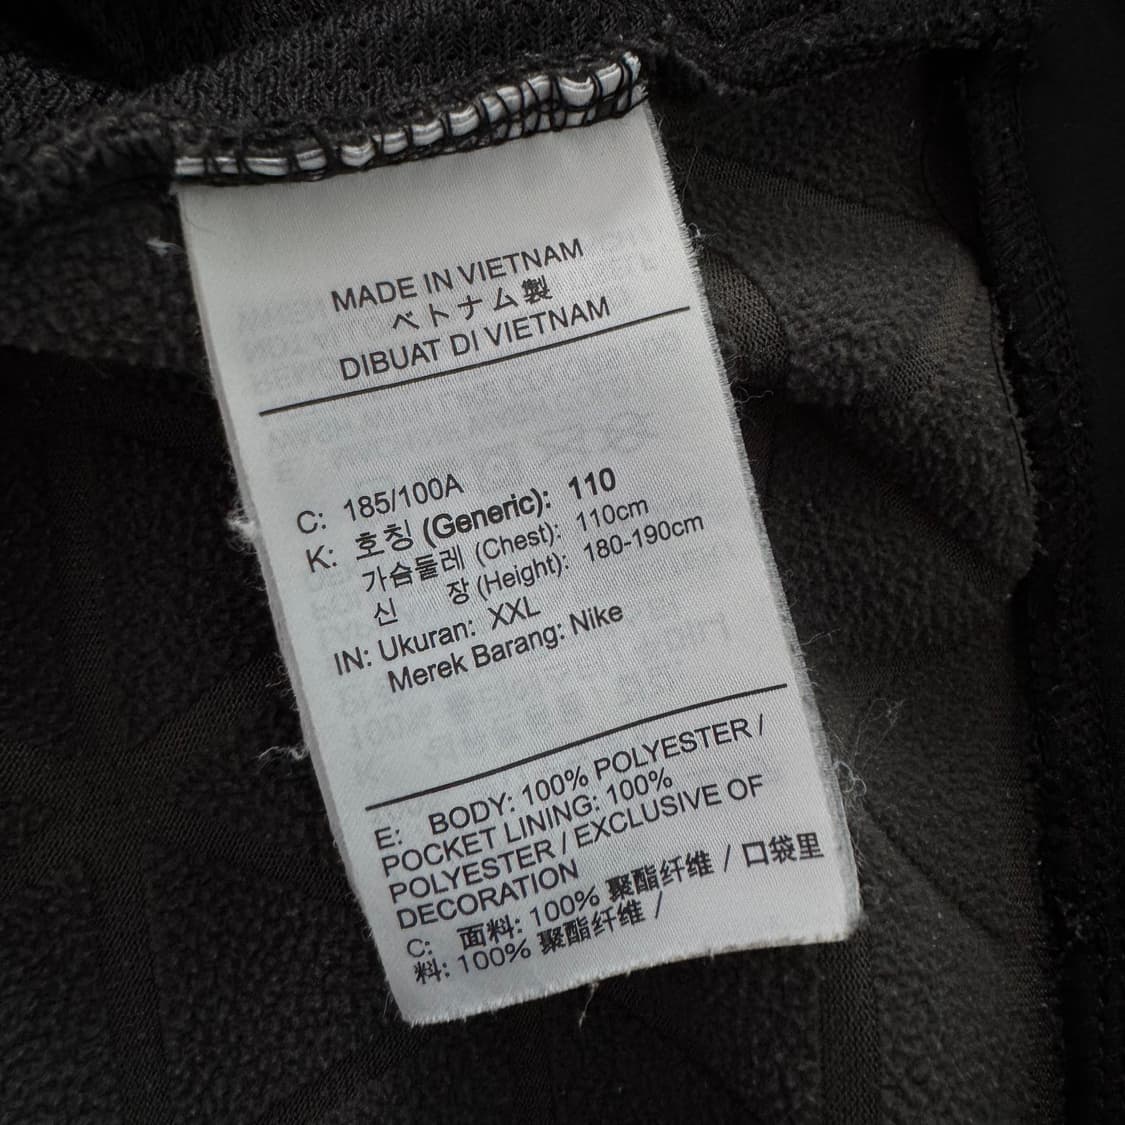 MADE IN VIETNAM
ベトナム製
DIBUAT DI VIETNAM
C: 185/100A
K: 호칭 (Generic): 110
가슴둘레 (Chest): 110cm
신 장 (Height): 180-190cm
IN: Ukuran: XXL
Merek Barang: Nike
E: BODY: 100% POLYESTER /
POCKET LINING: 100%
POLYESTER / EXCLUSIVE OF
DECORATION
C: 面料: 100% 聚酯纤维 / 口袋里
料: 100% 聚酯纤维 /